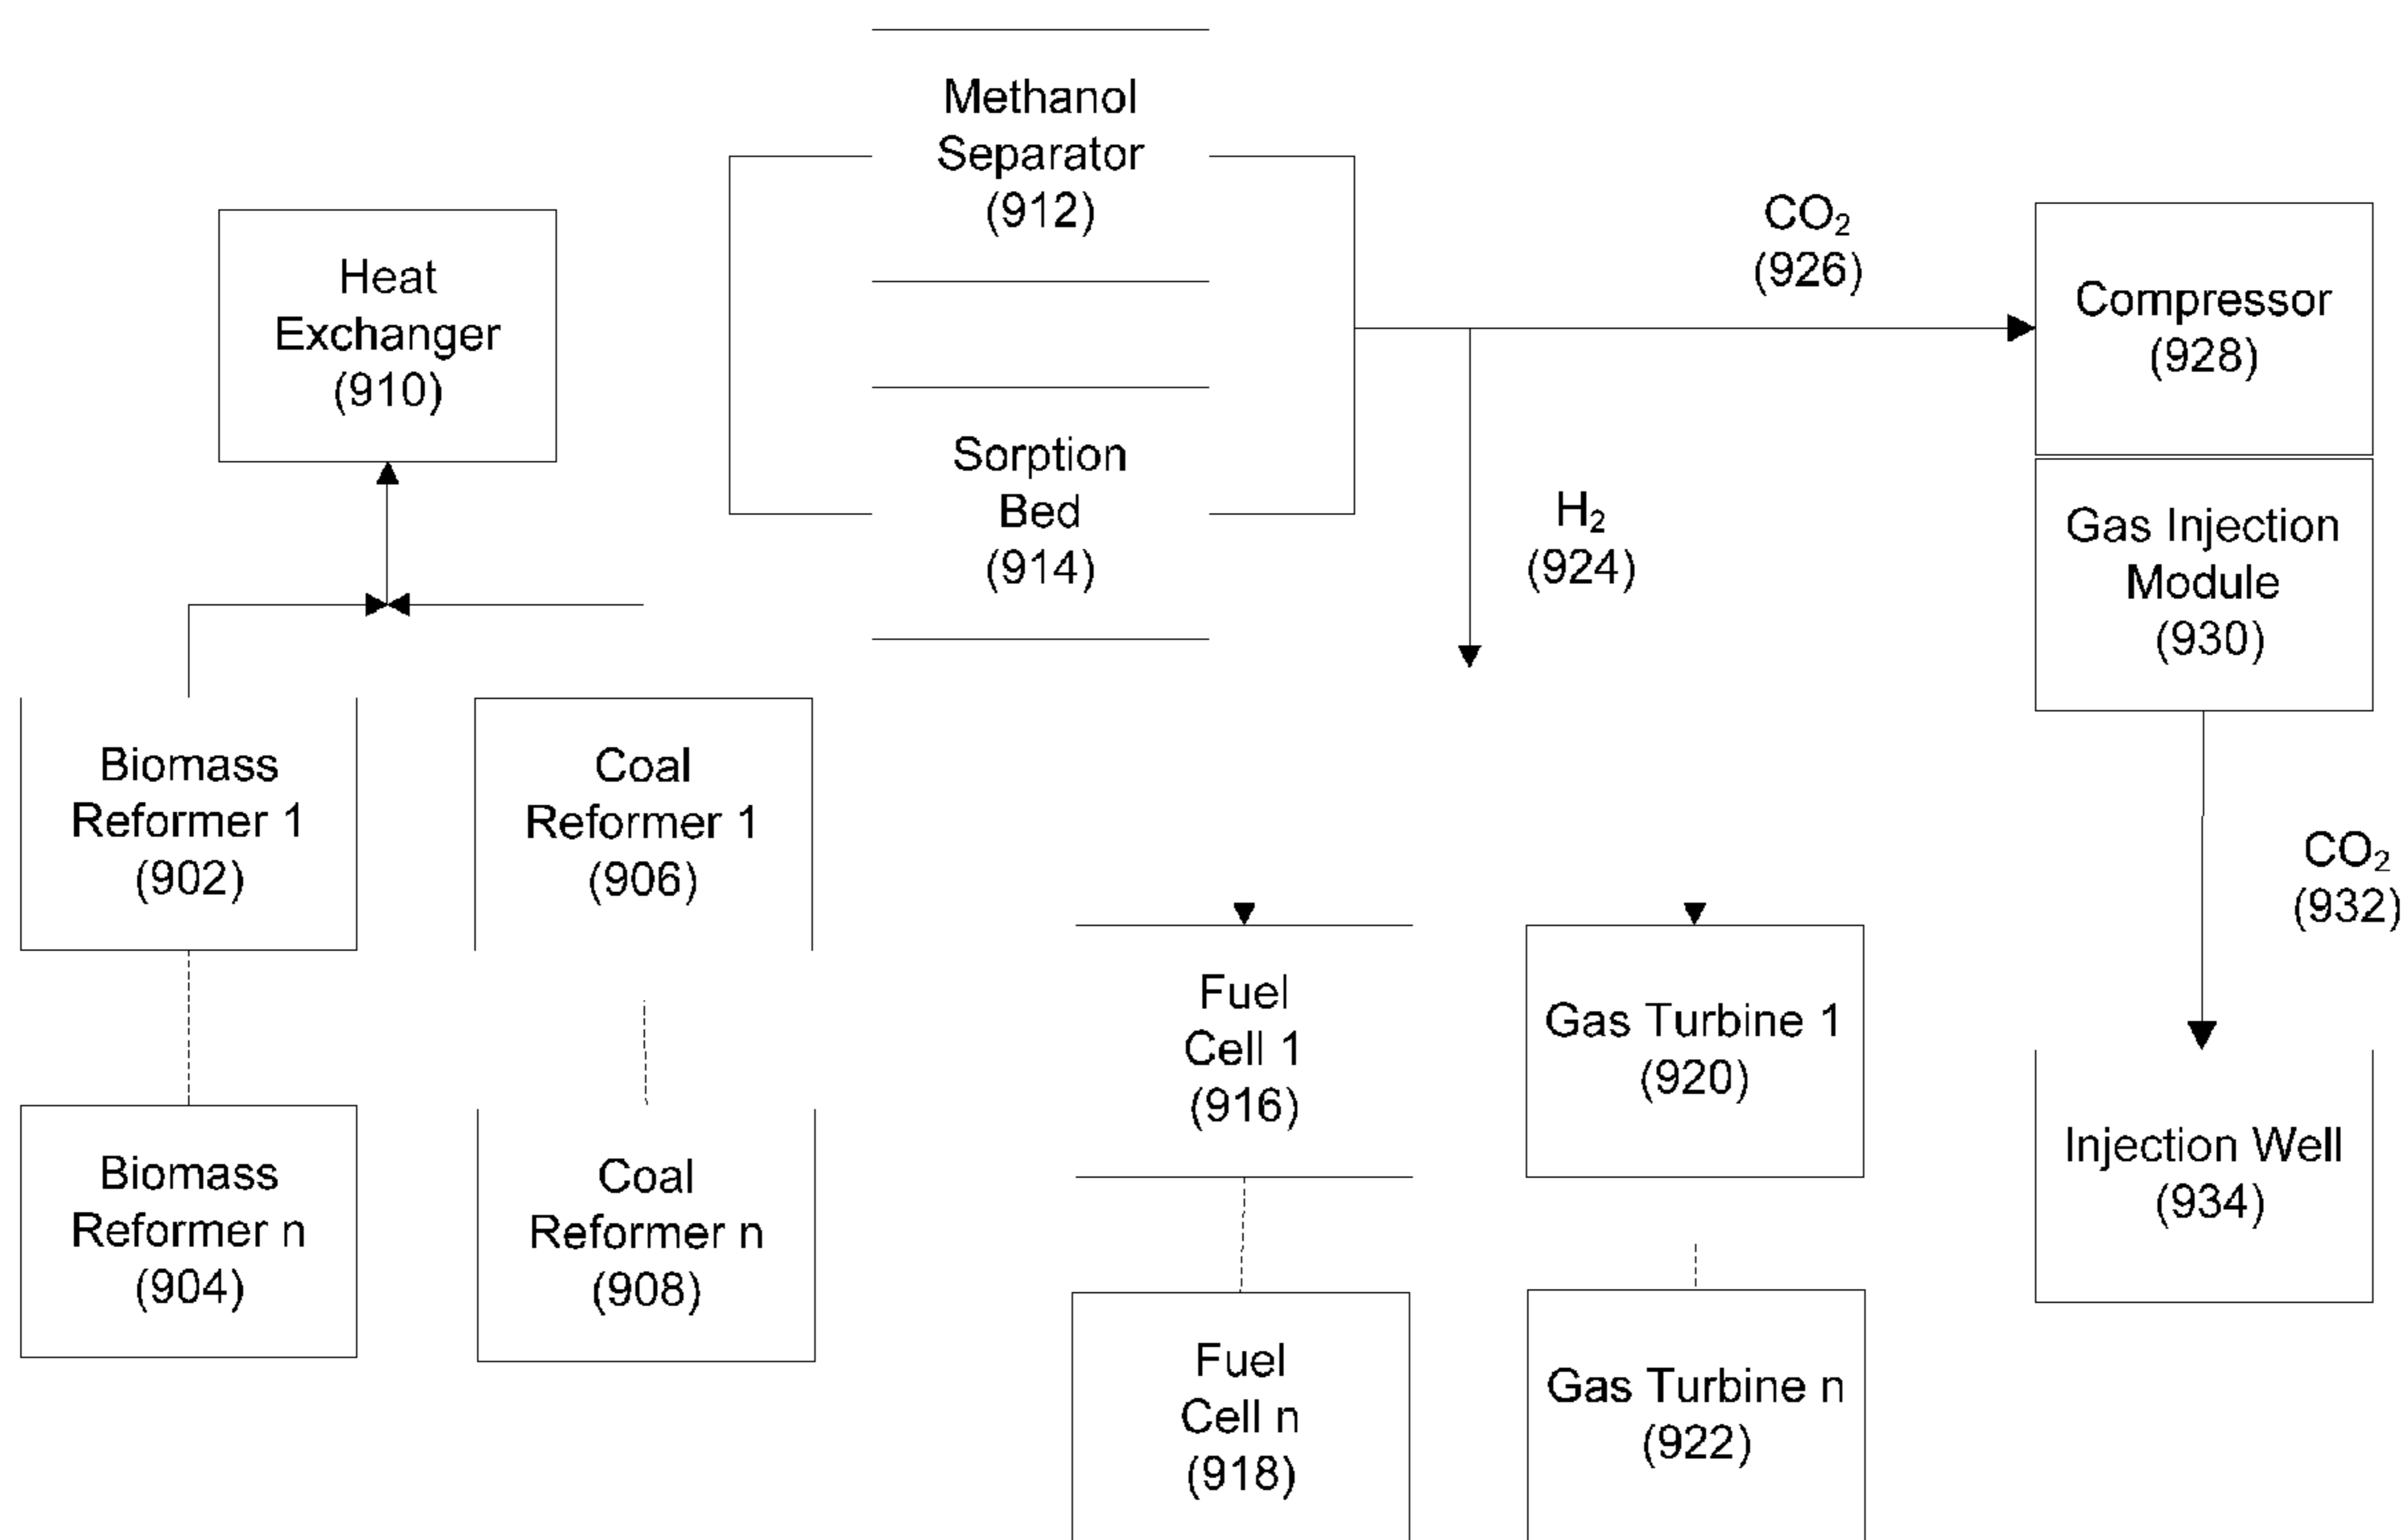 Methanol
Separator
(912)
Heat
Exchanger
(910)
CO₂
(926)
Compressor
(928)
Sorption
Bed
(914)
H₂
(924)
Gas Injection
Module
(930)
Biomass
Reformer 1
(902)
Coal
Reformer 1
(906)
CO₂
(932)
Fuel
Cell 1
(916)
Gas Turbine 1
(920)
Injection Well
(934)
Biomass
Reformer n
(904)
Coal
Reformer n
(908)
Fuel
Cell n
(918)
Gas Turbine n
(922)